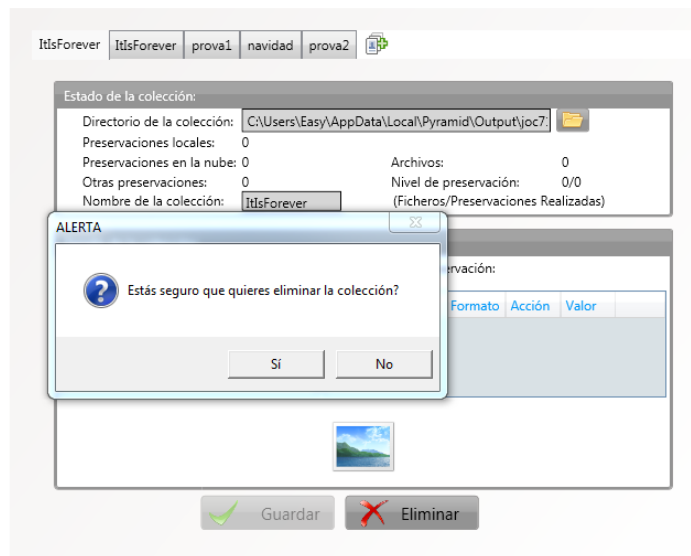 ItIsForever ItIsForever prova1 navidad prova2
Estado de la colección:
Directorio de la colección: C:\Users\Easy\AppData\Local\Pyramid\Output\joc7:
Preservaciones locales: 0
Preservaciones en la nube: 0 Archivos: 0
Otras preservaciones: 0 Nivel de preservación: 0/0
Nombre de la colección: ItIsForever (Ficheros/Preservaciones Realizadas)
ALERTA
ervación:
Estás seguro que quieres eliminar la colección?
Formato Acción Valor
Sí No
Guardar Eliminar